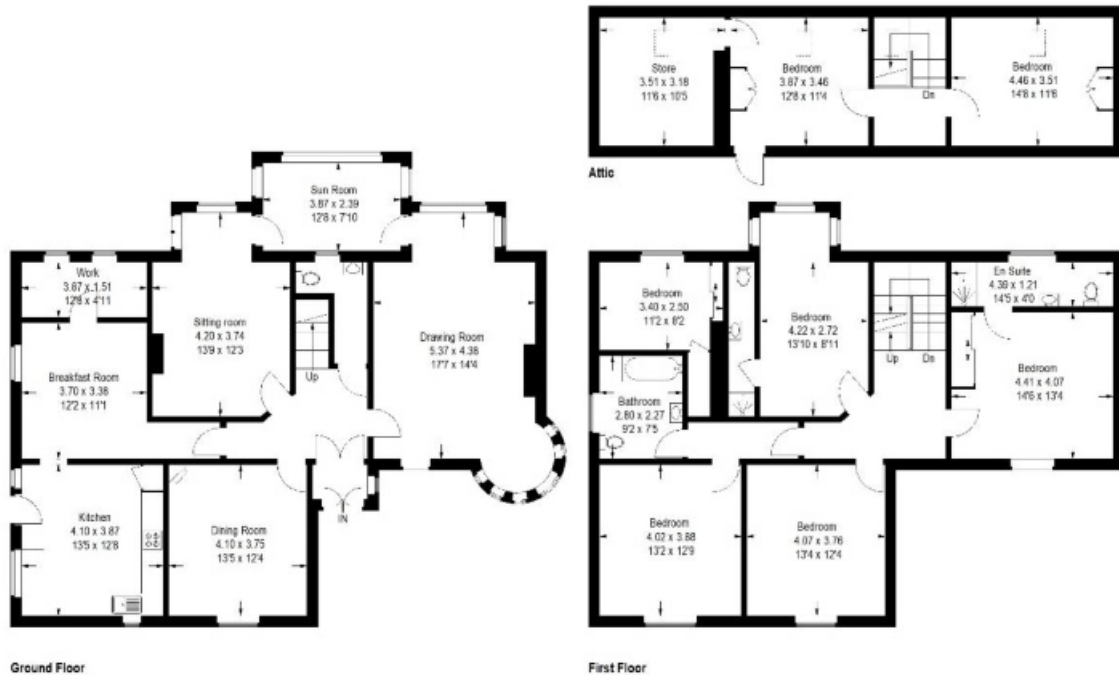 Store
3.51 x 3.18
11'6 x 10'5
Bedroom
3.87 x 3.46
12'8 x 11'4
Dn
Bedroom
4.46 x 3.51
14'8 x 11'6
Attic
Sun Room
3.87 x 2.39
12'8 x 7'10
Work
3.87 x 1.51
12'8 x 4'11
Sitting room
4.20 x 3.74
13'9 x 12'3
Up
Drawing Room
5.37 x 4.38
17'7 x 14'4
Breakfast Room
3.70 x 3.38
12'2 x 11'1
Kitchen
4.10 x 3.87
13'5 x 12'8
Dining Room
4.10 x 3.75
13'5 x 12'4
IN
Ground Floor
Bedroom
3.40 x 2.50
11'2 x 8'2
Bedroom
4.22 x 2.72
13'10 x 8'11
Up
Dn
En Suite
4.39 x 1.21
14'5 x 4'0
Bedroom
4.41 x 4.07
14'6 x 13'4
Bathroom
2.80 x 2.27
9'2 x 7'5
Bedroom
4.02 x 3.88
13'2 x 12'9
Bedroom
4.07 x 3.76
13'4 x 12'4
First Floor